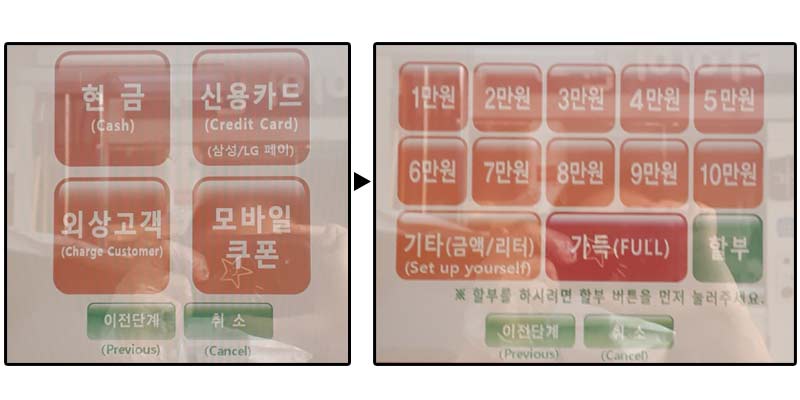 현 금
(Cash)
신용카드
(Credit Card)
(삼성/LG 페이)
외상고객
(Charge Customer)
모바일
쿠폰
이전단계
(Previous)
취 소
(Cancel)
1만원
2만원
3만원
4만원
5만원
6만원
7만원
8만원
9만원
10만원
기타(금액/리터)
(Set up yourself)
가득(FULL)
할부
※ 할부를 하시려면 할부 버튼을 먼저 눌러주세요.
이전단계
(Previous)
취 소
(Cancel)